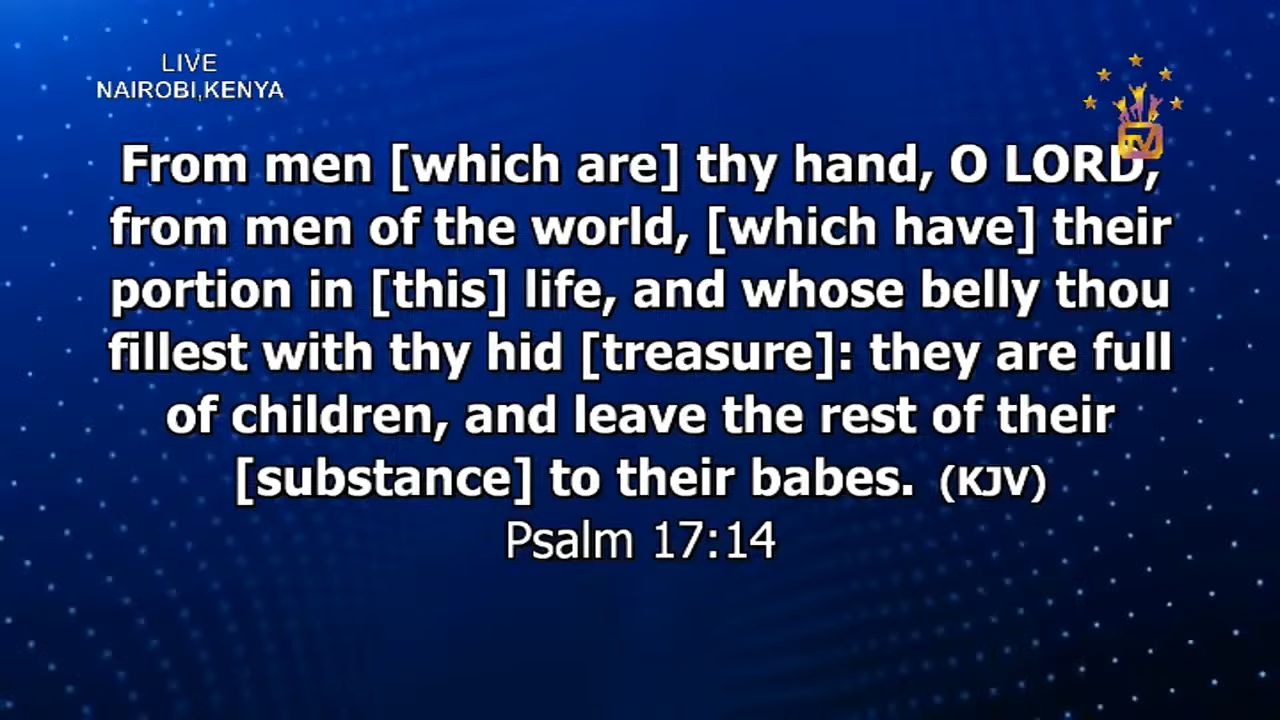 LIVE
NAIROBI,KENYA
TV
From men [which are] thy hand, O LORD,
from men of the world, [which have] their
portion in [this] life, and whose belly thou
fillest with thy hid [treasure]: they are full
of children, and leave the rest of their
[substance] to their babes. (KJV)
Psalm 17:14